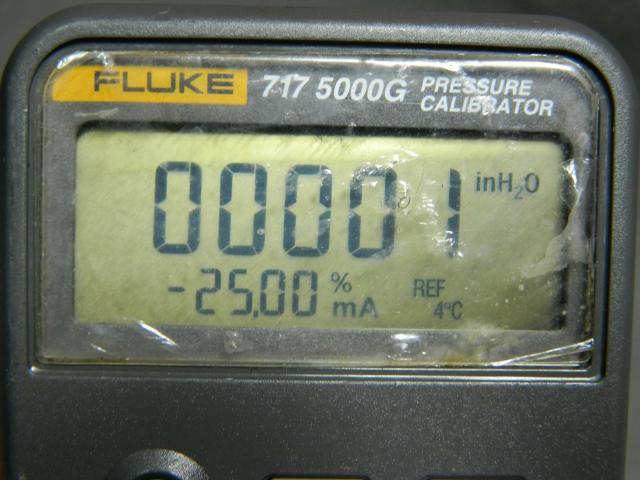 FLUKE 717 5000G PRESSURE CALIBRATOR
00001 inH₂O
-25.00 % mA REF 4°C